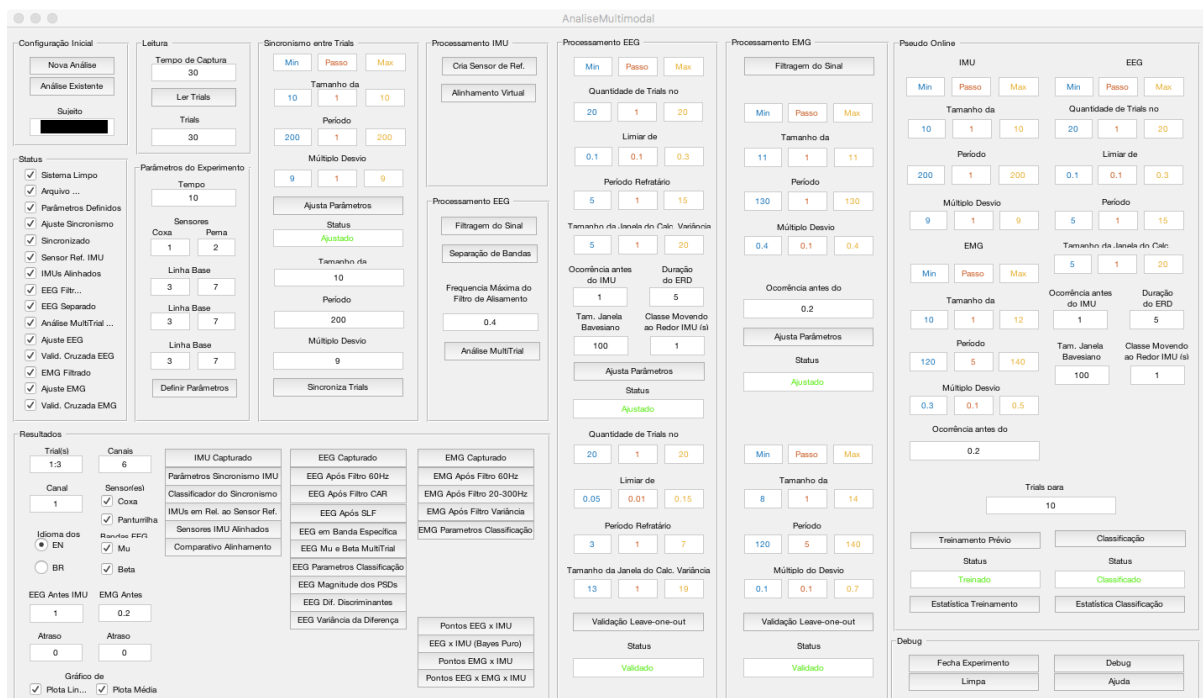 AnaliseMultimodal
Configuração Inicial
Nova Análise
Análise Existente
Sujeito
Status
Sistema Limpo
Arquivo ...
Parâmetros Definidos
Ajuste Sincronismo
Sincronizado
Sensor Ref. IMU
IMUs Alinhados
EEG Filtr...
EEG Separado
Análise MultiTrial ...
Ajuste EEG
Valid. Cruzada EEG
EMG Filtrado
Ajuste EMG
Valid. Cruzada EMG
Leitura
Tempo de Captura
30
Ler Trials
Trials
30
Parâmetros do Experimento
Tempo
10
Sensores
Coxa Perna
1 2
Linha Base
3 7
Linha Base
3 7
Linha Base
3 7
Definir Parâmetros
Sincronismo entre Trials
Min Passo Max
Tamanho da
10 1 10
Período
200 1 200
Múltiplo Desvio
9 1 9
Ajusta Parâmetros
Status
Ajustado
Tamanho da
10
Período
200
Múltiplo Desvio
9
Sincroniza Trials
Processamento IMU
Cria Sensor de Ref.
Alinhamento Virtual
Processamento EEG
Filtragem do Sinal
Separação de Bandas
Frequencia Máxima do
Filtro de Alisamento
0.4
Análise MultiTrial
Processamento EEG
Min Passo Max
Quantidade de Trials no
20 1 20
Limiar de
0.1 0.1 0.3
Período Refratário
5 1 15
Tamanho da Janela do Calc. Variância
5 1 20
Ocorrência antes
do IMU
1
Duração
do ERD
5
Tam. Janela
Bayesiano
100
Classe Movendo
ao Redor IMU (s)
1
Ajusta Parâmetros
Status
Ajustado
Quantidade de Trials no
20 1 20
Limiar de
0.05 0.01 0.15
Período Refratário
3 1 7
Tamanho da Janela do Calc. Variância
13 1 19
Validação Leave-one-out
Status
Validado
Processamento EMG
Filtragem do Sinal
Min Passo Max
Tamanho da
11 1 11
Período
130 1 130
Múltiplo Desvio
0.4 0.1 0.4
Ocorrência antes do
0.2
Ajusta Parâmetros
Status
Ajustado
Min Passo Max
Tamanho da
8 1 14
Período
120 5 140
Múltiplo do Desvio
0.1 0.1 0.7
Validação Leave-one-out
Status
Validado
Pseudo Online
IMU
Min Passo Max
Tamanho da
10 1 10
Período
200 1 200
Múltiplo Desvio
9 1 9
EMG
Min Passo Max
Tamanho da
10 1 12
Período
120 5 140
Múltiplo Desvio
0.3 0.1 0.5
Ocorrência antes do
0.2
EEG
Min Passo Max
Quantidade de Trials no
20 1 20
Limiar de
0.1 0.1 0.3
Período
5 1 15
Tamanho da Janela do Calc.
5 1 20
Ocorrência antes
do IMU
1
Duração
do ERD
5
Tam. Janela
Bayesiano
100
Classe Movendo
ao Redor IMU (s)
1
Trials para
10
Treinamento Prévio
Status
Treinado
Estatística Treinamento
Classificação
Status
Classificado
Estatística Classificação
Resultados
Trial(s)
1:3
Canais
6
Canal
1
Sensor(es)
Coxa
Panturrilha
Idioma dos
EN
BR
Bandas EEG
Mu
Beta
EEG Antes IMU
1
EMG Antes
0.2
Atraso
0
Atraso
0
Gráfico de
Plota Lin...
Plota Média
IMU Capturado
Parâmetros Sincronismo IMU
Classificador do Sincronismo
IMUs em Rel. ao Sensor Ref.
Sensores IMU Alinhados
Comparativo Alinhamento
EEG Capturado
EEG Após Filtro 60Hz
EEG Após Filtro CAR
EEG Após SLF
EEG em Banda Específica
EEG Mu e Beta MultiTrial
EEG Parametros Classificação
EEG Magnitude dos PSDs
EEG Dif. Discriminantes
EEG Variância da Diferença
EMG Capturado
EMG Após Filtro 60Hz
EMG Após Filtro 20-300Hz
EMG Após Filtro Variância
EMG Parametros Classificação
Pontos EEG x IMU
EEG x IMU (Bayes Puro)
Pontos EMG x IMU
Pontos EEG x EMG x IMU
Debug
Fecha Experimento
Debug
Limpa
Ajuda